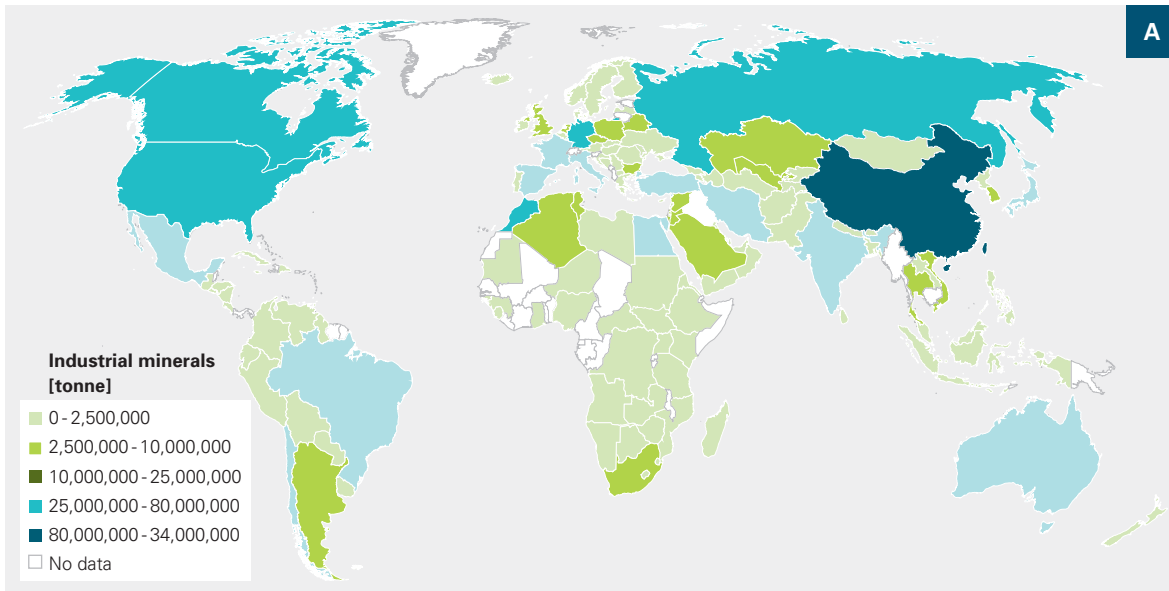 A
Industrial minerals
[tonne]
0 - 2,500,000
2,500,000 - 10,000,000
10,000,000 - 25,000,000
25,000,000 - 80,000,000
80,000,000 - 34,000,000
No data